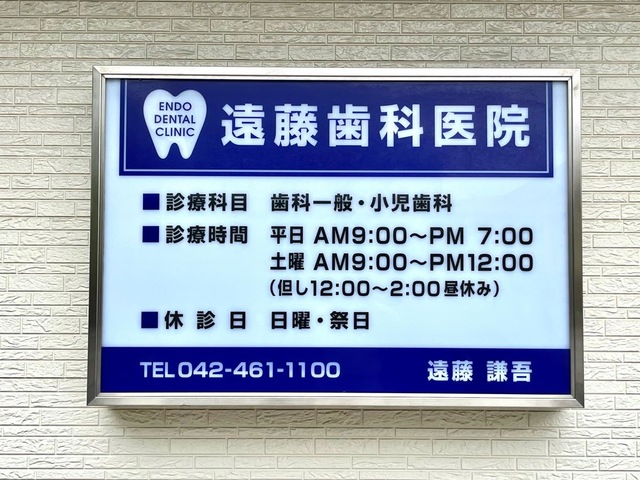 ENDO
DENTAL
CLINIC
遠藤歯科医院
■診療科目 歯科一般・小児歯科
■診療時間 平日 AM9:00〜PM 7:00
土曜 AM9:00〜PM12:00
（但し12:00〜2:00昼休み）
■休診日 日曜・祭日
TEL042-461-1100 遠藤 謙吾